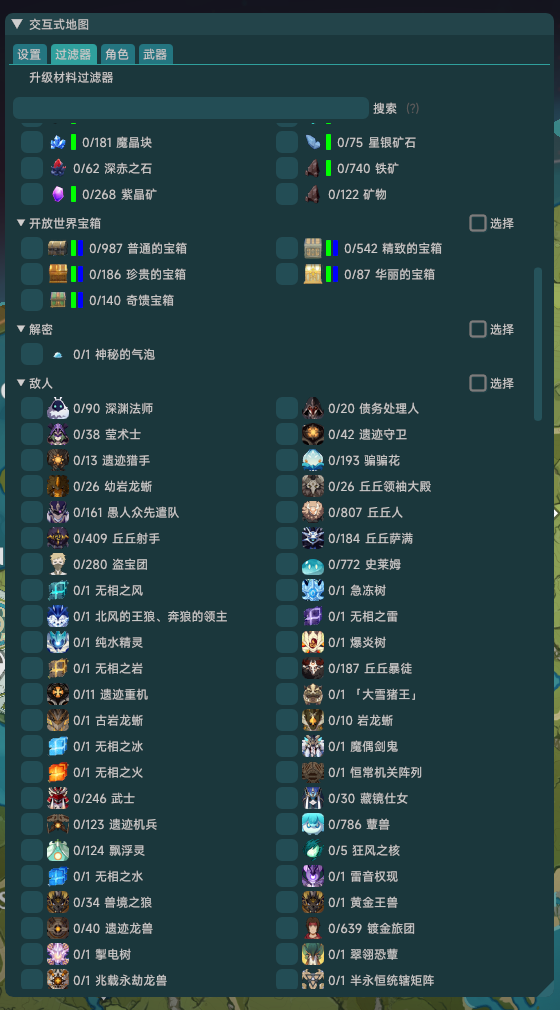 交互式地图
设置 过滤器 角色 武器
升级材料过滤器
搜索 (?)
0/181 魔晶块 0/75 星银矿石
0/62 深赤之石 0/740 铁矿
0/268 紫晶矿 0/122 矿物
开放世界宝箱 选择
0/987 普通的宝箱 0/542 精致的宝箱
0/186 珍贵的宝箱 0/87 华丽的宝箱
0/140 奇馈宝箱
解密 选择
0/1 神秘的气泡
敌人 选择
0/90 深渊法师 0/20 债务处理人
0/38 萤术士 0/42 遗迹守卫
0/13 遗迹猎手 0/193 骗骗花
0/26 幼岩龙蜥 0/26 丘丘领袖大殿
0/161 愚人众先遣队 0/807 丘丘人
0/409 丘丘射手 0/184 丘丘萨满
0/280 盗宝团 0/772 史莱姆
0/1 无相之风 0/1 急冻树
0/1 北风的王狼、奔狼的领主 0/1 无相之雷
0/1 纯水精灵 0/1 爆炎树
0/1 无相之岩 0/187 丘丘暴徒
0/11 遗迹重机 0/1 「大雪猪王」
0/1 古岩龙蜥 0/10 岩龙蜥
0/1 无相之冰 0/1 魔偶剑鬼
0/1 无相之火 0/1 恒常机关阵列
0/246 武士 0/30 藏镜仕女
0/123 遗迹机兵 0/786 蕈兽
0/124 飘浮灵 0/5 狂风之核
0/1 无相之水 0/1 雷音权现
0/34 兽境之狼 0/1 黄金王兽
0/40 遗迹龙兽 0/639 镀金旅团
0/1 掣电树 0/1 翠翎恐蕈
0/1 兆载永劫龙兽 0/1 半永恒统辖矩阵